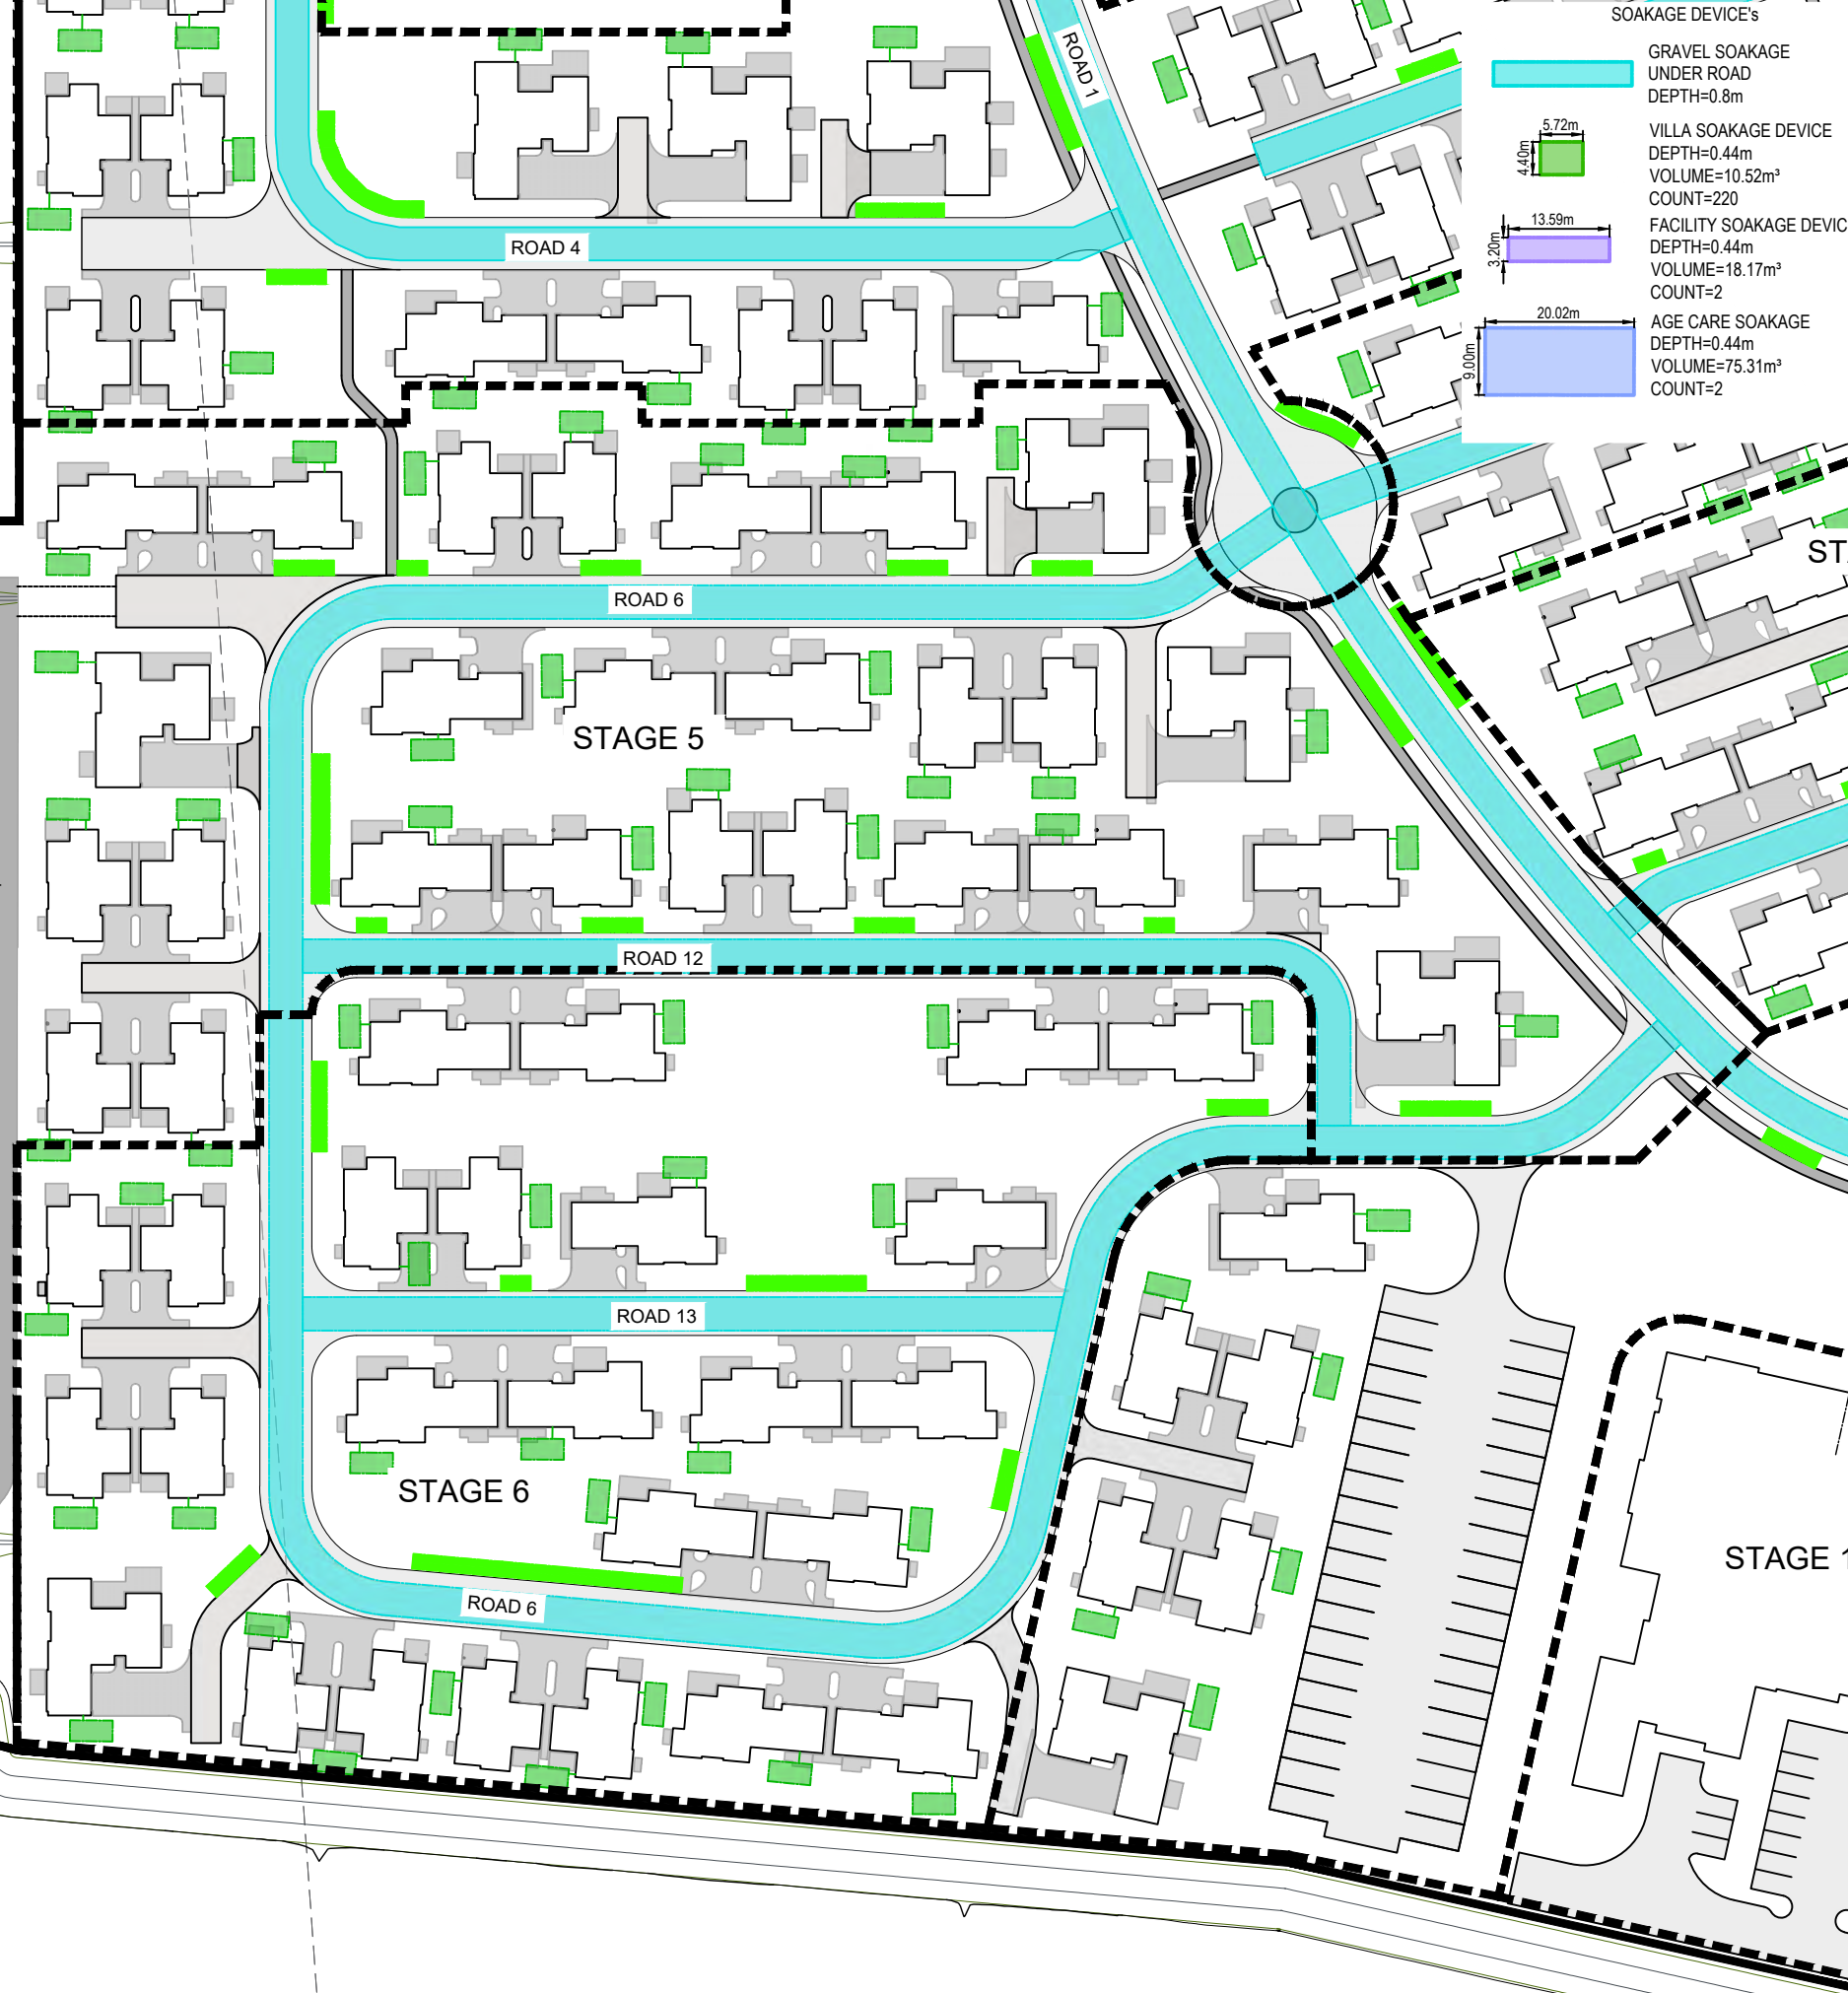 SOAKAGE DEVICE's
GRAVEL SOAKAGE
UNDER ROAD
DEPTH=0.8m
5.72m
4.40m
VILLA SOAKAGE DEVICE
DEPTH=0.44m
VOLUME=10.52m³
COUNT=220
13.59m
3.20m
FACILITY SOAKAGE DEVIC
DEPTH=0.44m
VOLUME=18.17m³
COUNT=2
20.02m
9.00m
AGE CARE SOAKAGE
DEPTH=0.44m
VOLUME=75.31m³
COUNT=2
ROAD 1
ROAD 4
ST
ROAD 6
STAGE 5
ROAD 12
ROAD 13
STAGE 6
STAGE 1
ROAD 6